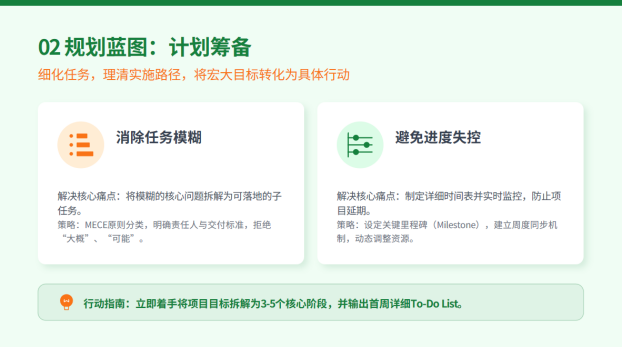 02 规划蓝图：计划筹备
细化任务，理清实施路径，将宏大目标转化为具体行动
消除任务模糊
解决核心痛点：将模糊的核心问题拆解为可落地的子
任务。
策略：MECE原则分类，明确责任人与交付标准，拒绝
“大概”、“可能”。
避免进度失控
解决核心痛点：制定详细时间表并实时监控，防止项
目延期。
策略：设定关键里程碑（Milestone），建立周度同步机
制，动态调整资源。
行动指南：立即着手将项目目标拆解为3-5个核心阶段，并输出首周详细To-Do List。